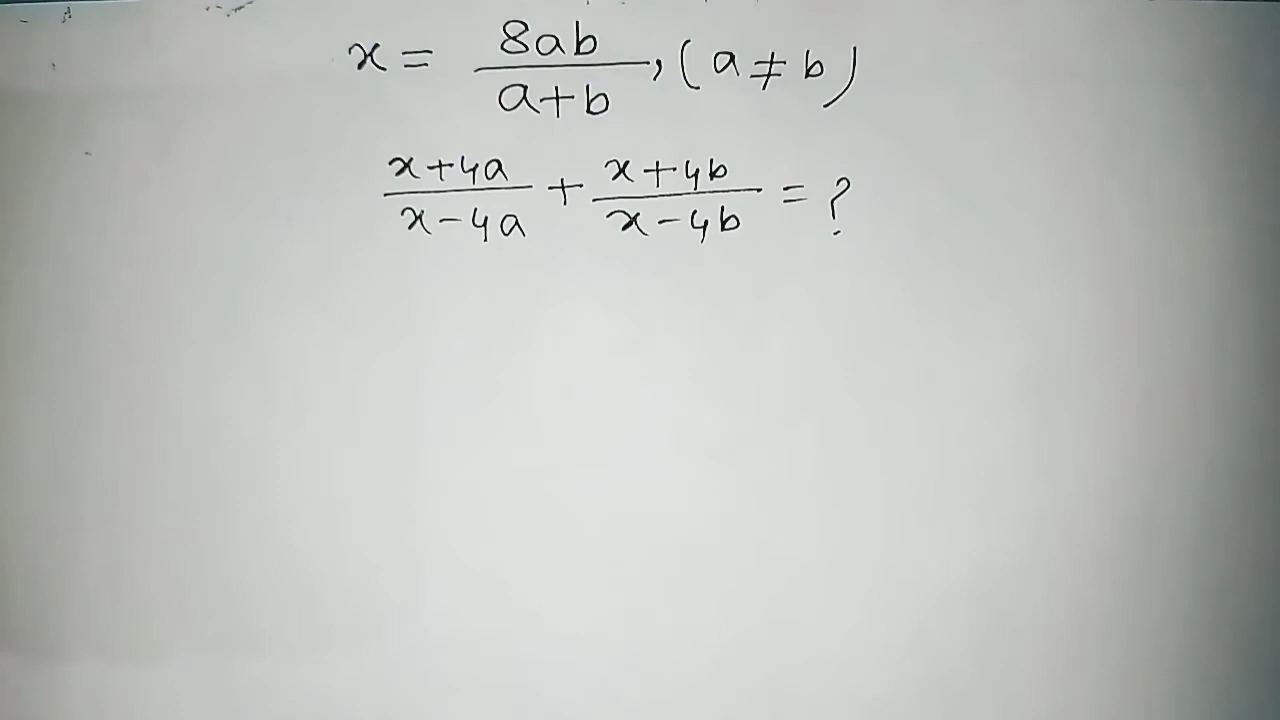 x = 8ab/a+b, (a ≠ b)
x+4a/x-4a + x+4b/x-4b = ?